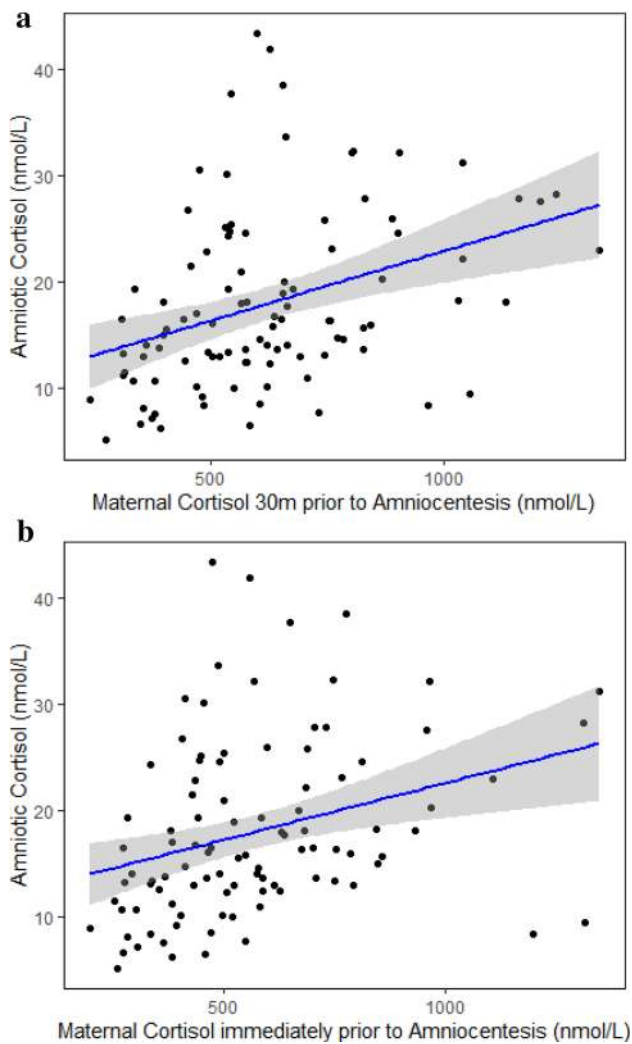 a
40
30
20
10
Amniotic Cortisol (nmol/L)
500 1000
Maternal Cortisol 30m prior to Amniocentesis (nmol/L)
b
40
30
20
10
Amniotic Cortisol (nmol/L)
500 1000
Maternal Cortisol immediately prior to Amniocentesis (nmol/L)